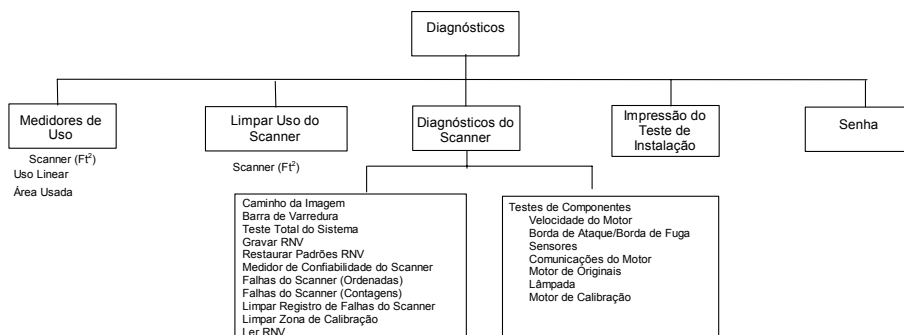 Diagnósticos
Medidores de
Uso
Scanner (Ft²)
Uso Linear
Área Usada
Limpar Uso do
Scanner
Scanner (Ft²)
Diagnósticos do
Scanner
Impressão do
Teste de
Instalação
Senha
Caminho da Imagem
Barra de Varredura
Teste Total do Sistema
Gravar RNV
Restaurar Padrões RNV
Medidor de Confiabilidade do Scanner
Falhas do Scanner (Ordenadas)
Falhas do Scanner (Contagens)
Limpar Registro de Falhas do Scanner
Limpar Zona de Calibração
Ler RNV
Testes de Componentes
Velocidade do Motor
Borda de Ataque/Borda de Fuga
Sensores
Comunicações do Motor
Motor de Originais
Lâmpada
Motor de Calibração